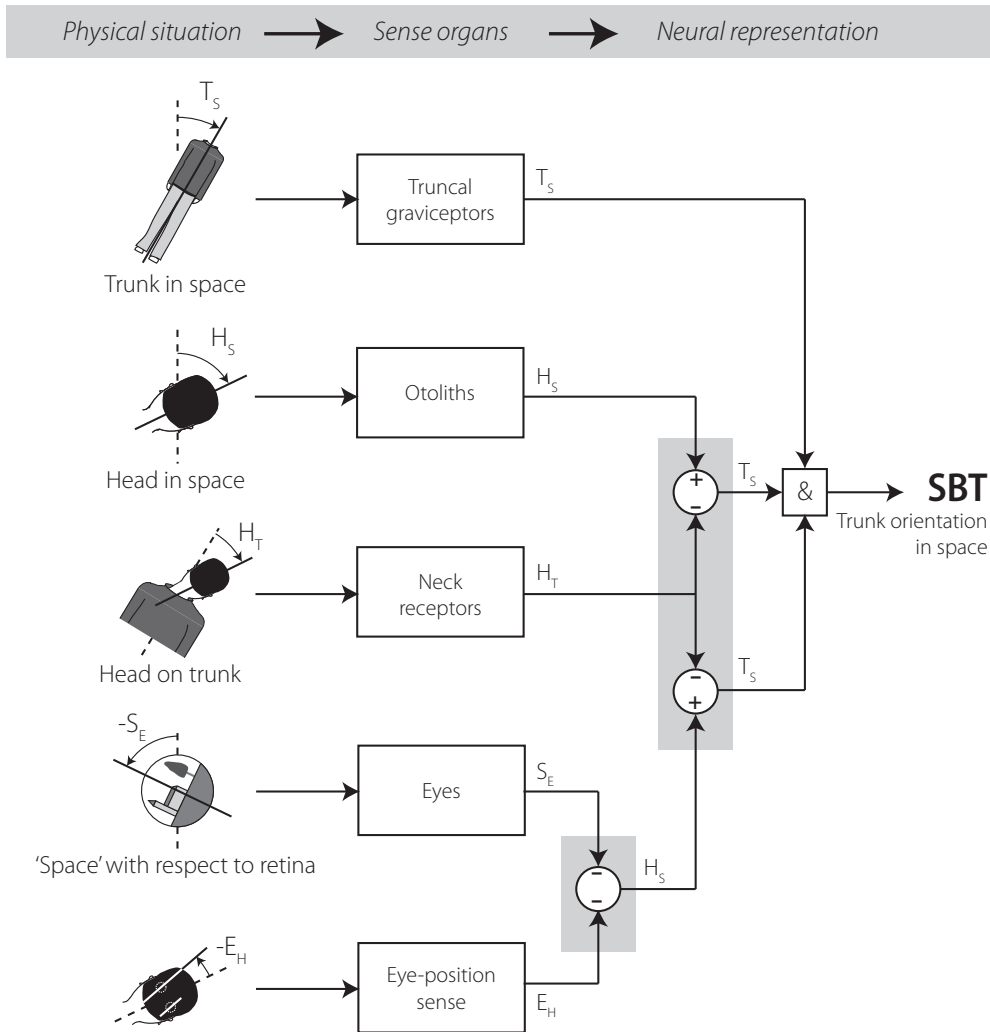 Physical situation Sense organs Neural representation
T_S
Truncal
graviceptors
T_S
Trunk in space
H_S
Otoliths
H_S
Head in space
+
-
T_S
&
SBT
Trunk orientation
in space
H_T
Neck
receptors
H_T
Head on trunk
-
+
T_S
-S_E
Eyes
S_E
'Space' with respect to retina
-
-
H_S
-E_H
Eye-position
sense
E_H